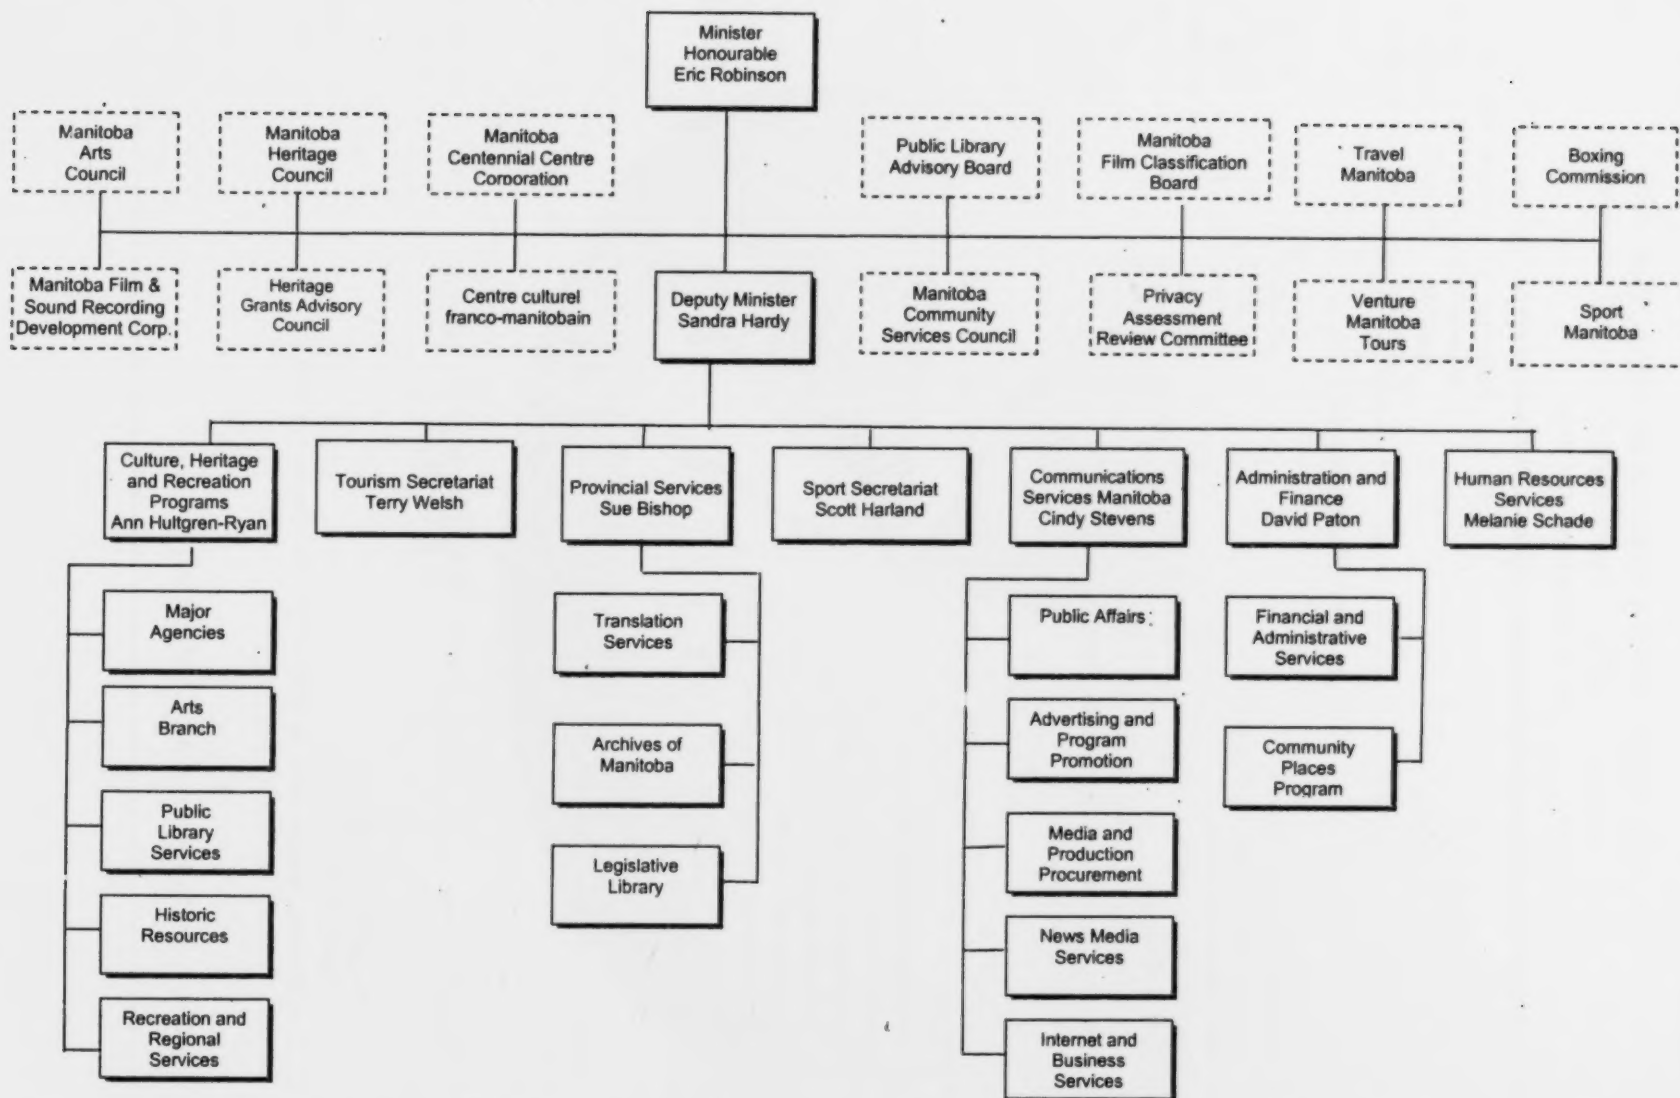 Minister
Honourable
Eric Robinson
Manitoba
Arts
Council
Manitoba
Heritage
Council
Manitoba
Centennial Centre
Corporation
Public Library
Advisory Board
Manitoba
Film Classification
Board
Travel
Manitoba
Boxing
Commission
Manitoba Film &
Sound Recording
Development Corp.
Heritage
Grants Advisory
Council
Centre culturel
franco-manitobain
Deputy Minister
Sandra Hardy
Manitoba
Community
Services Council
Privacy
Assessment
Review Committee
Venture
Manitoba
Tours
Sport
Manitoba
Culture, Heritage
and Recreation
Programs
Ann Hultgren-Ryan
Tourism Secretariat
Terry Welsh
Provincial Services
Sue Bishop
Sport Secretariat
Scott Harland
Communications
Services Manitoba
Cindy Stevens
Administration and
Finance
David Paton
Human Resources
Services
Melanie Schade
Major
Agencies
Arts
Branch
Public
Library
Services
Historic
Resources
Recreation and
Regional
Services
Translation
Services
Archives of
Manitoba
Legislative
Library
Public Affairs
Advertising and
Program
Promotion
Media and
Production
Procurement
News Media
Services
Internet and
Business
Services
Financial and
Administrative
Services
Community
Places
Program